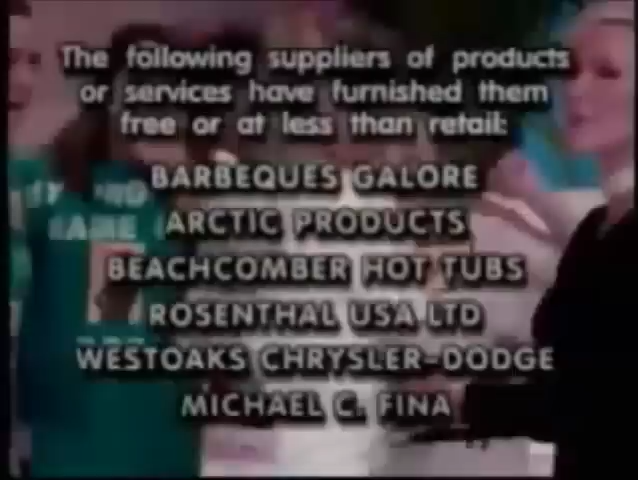 The following suppliers of products
or services have furnished them
free or at less than retail:
BARBEQUES GALORE
ARCTIC PRODUCTS
BEACHCOMBER HOT TUBS
ROSENTHAL USA LTD
WESTOAKS CHRYSLER-DODGE
MICHAEL C. FINA